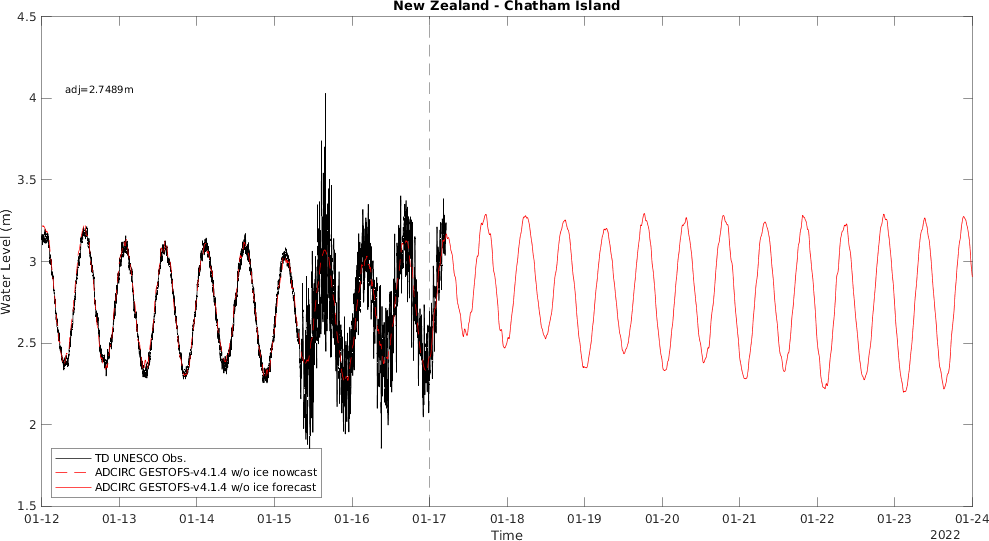 New Zealand - Chatham Island
4.5
4
3.5
3
2.5
2
1.5
Water Level (m)
adj=2.7489m
TD UNESCO Obs.
ADCIRC GESTOFS-v4.1.4 w/o ice nowcast
ADCIRC GESTOFS-v4.1.4 w/o ice forecast
01-12 01-13 01-14 01-15 01-16 01-17 01-18 01-19 01-20 01-21 01-22 01-23 01-24
Time
2022